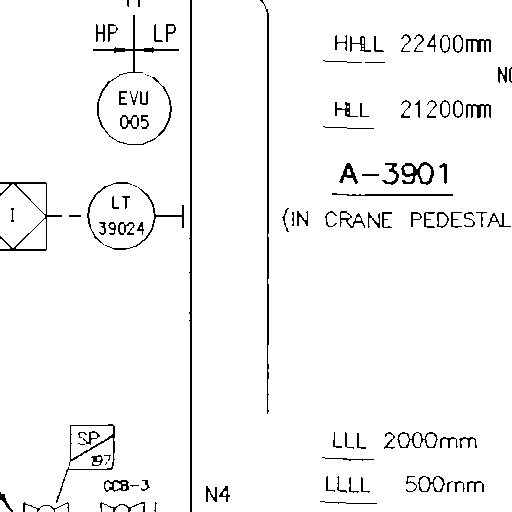 HP LP
HHLL 22400mm
EVU
005
HLL 21200mm
A-3901
I
LT
39024
(IN CRANE PEDESTAL
SP
197
LLL 2000mm
CCB-3
N4
LLLL 500mm